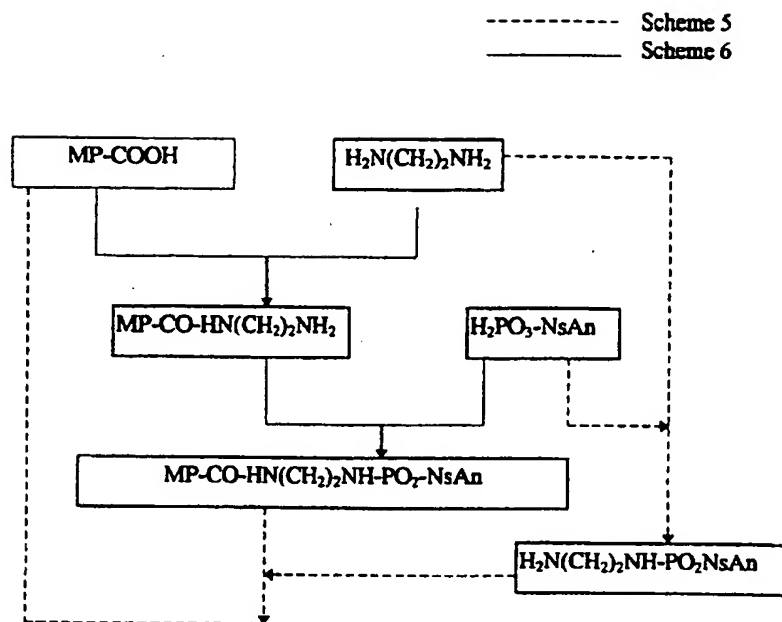 Scheme 5
Scheme 6
MP-COOH
H₂N(CH₂)₂NH₂
MP-CO-HN(CH₂)₂NH₂
H₂PO₃-NsAn
MP-CO-HN(CH₂)₂NH-PO₂-NsAn
H₂N(CH₂)₂NH-PO₂NsAn